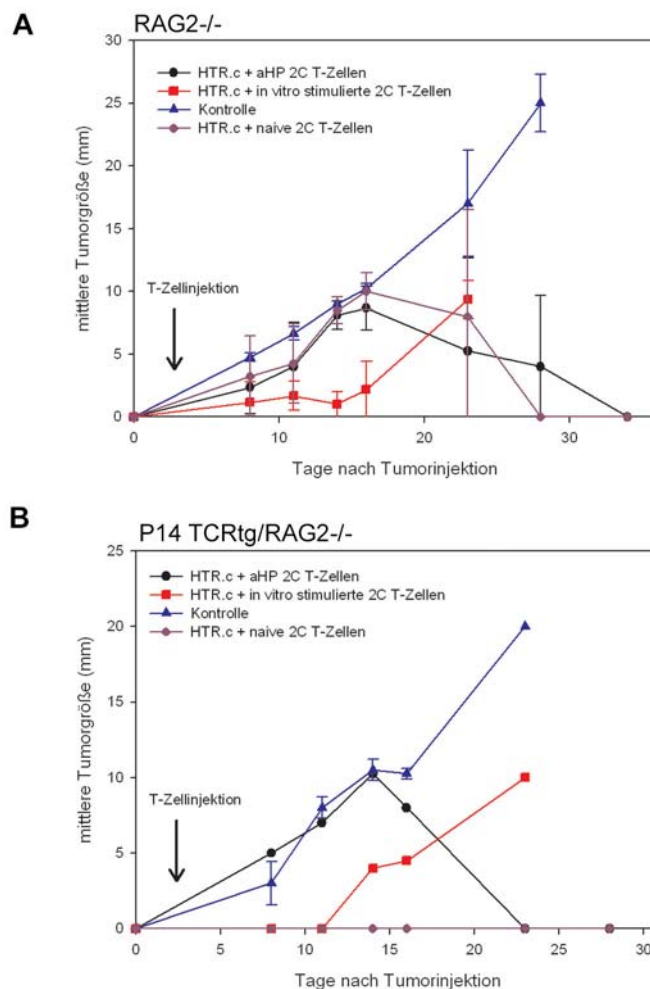 A
RAG2-/-
30
25
20
15
10
5
0
mittlere Tumorgröße (mm)
HTR.c + aHP 2C T-Zellen
HTR.c + in vitro stimulierte 2C T-Zellen
Kontrolle
HTR.c + naive 2C T-Zellen
T-Zellinjektion
0 10 20 30
Tage nach Tumorinjektion
B
P14 TCRtg/RAG2-/-
25
20
15
10
5
0
mittlere Tumorgröße (mm)
HTR.c + aHP 2C T-Zellen
HTR.c + in vitro stimulierte 2C T-Zellen
Kontrolle
HTR.c + naive 2C T-Zellen
T-Zellinjektion
0 5 10 15 20 25 30
Tage nach Tumorinjektion